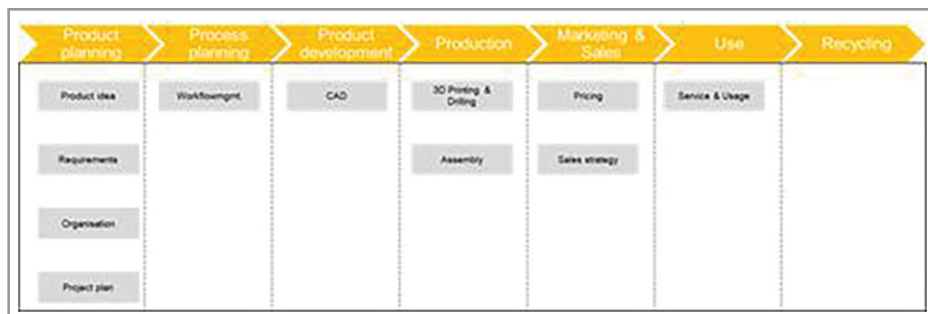 Product
planning
Process
planning
Product
development
Production
Marketing &
Sales
Use
Recycling
Product idea
Workflowmgmt.
CAD
3D Printing &
Drilling
Pricing
Service & Usage
Requirements
Assembly
Sales strategy
Organisation
Project plan